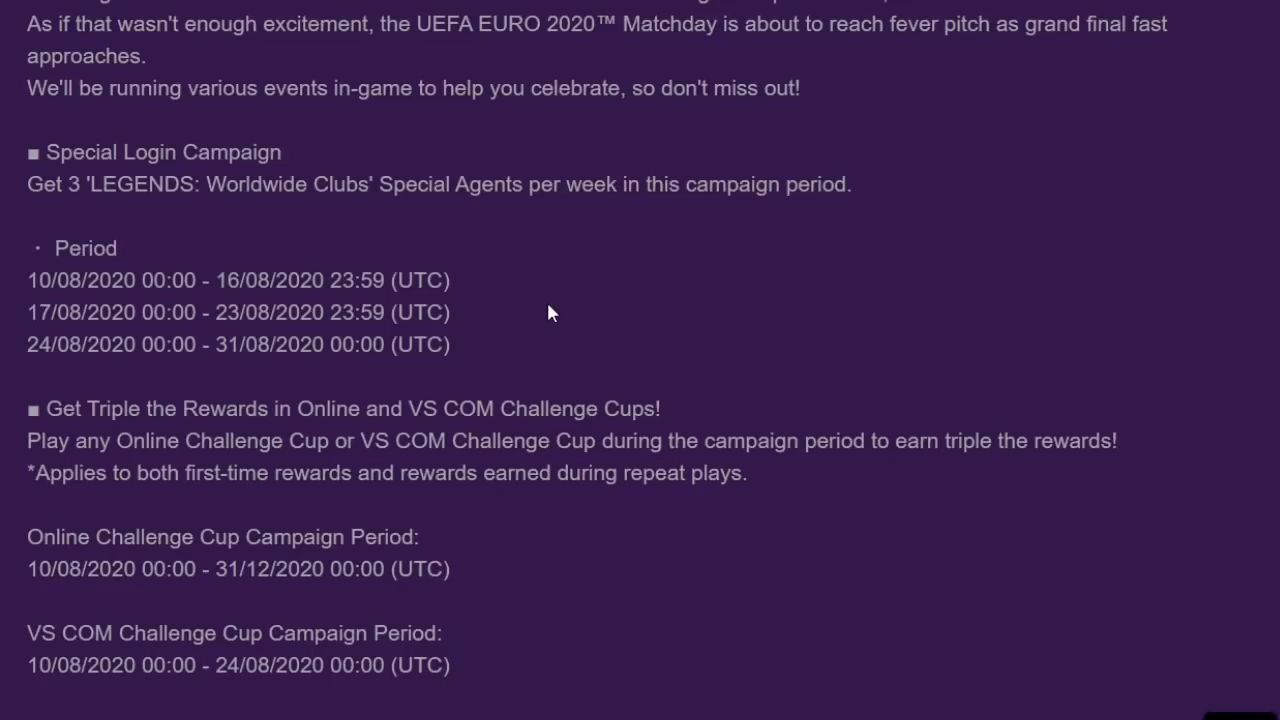 As if that wasn't enough excitement, the UEFA EURO 2020™ Matchday is about to reach fever pitch as grand final fast
approaches.
We'll be running various events in-game to help you celebrate, so don't miss out!
■ Special Login Campaign
Get 3 'LEGENDS: Worldwide Clubs' Special Agents per week in this campaign period.
・ Period
10/08/2020 00:00 - 16/08/2020 23:59 (UTC)
17/08/2020 00:00 - 23/08/2020 23:59 (UTC)
24/08/2020 00:00 - 31/08/2020 00:00 (UTC)
■ Get Triple the Rewards in Online and VS COM Challenge Cups!
Play any Online Challenge Cup or VS COM Challenge Cup during the campaign period to earn triple the rewards!
*Applies to both first-time rewards and rewards earned during repeat plays.
Online Challenge Cup Campaign Period:
10/08/2020 00:00 - 31/12/2020 00:00 (UTC)
VS COM Challenge Cup Campaign Period:
10/08/2020 00:00 - 24/08/2020 00:00 (UTC)